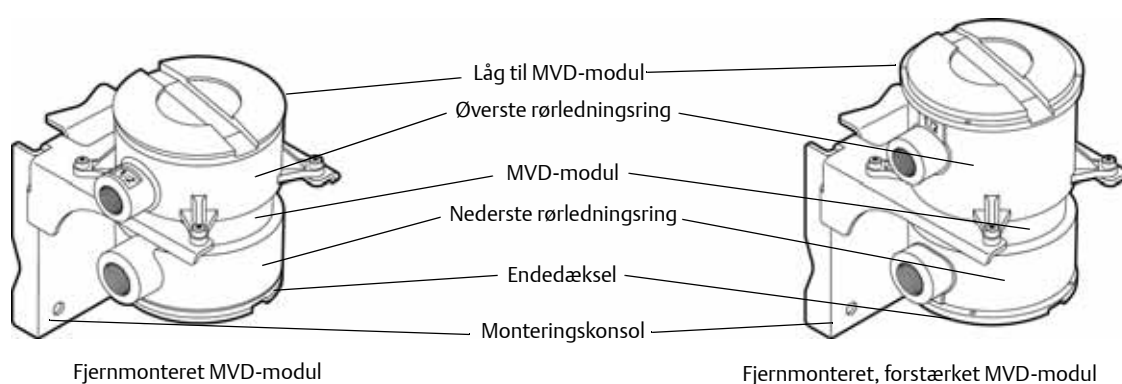 Låg til MVD-modul
Øverste rørledningsring
MVD-modul
Nederste rørledningsring
Endedæksel
Monteringskonsol
Fjernmonteret MVD-modul
Fjernmonteret, forstærket MVD-modul